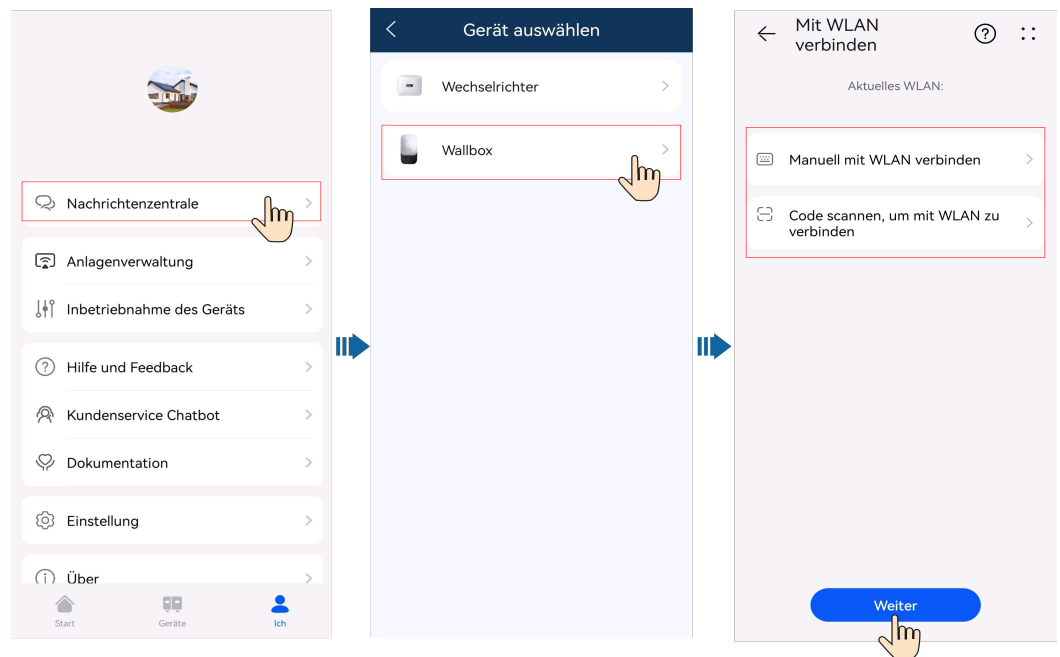 Nachrichtenzentrale
Anlagenverwaltung
Inbetriebnahme des Geräts
Hilfe und Feedback
Kundenservice Chatbot
Dokumentation
Einstellung
Über
Start
Geräte
Ich
Gerät auswählen
Wechselrichter
Wallbox
Mit WLAN
verbinden
Aktuelles WLAN:
Manuell mit WLAN verbinden
Code scannen, um mit WLAN zu
verbinden
Weiter